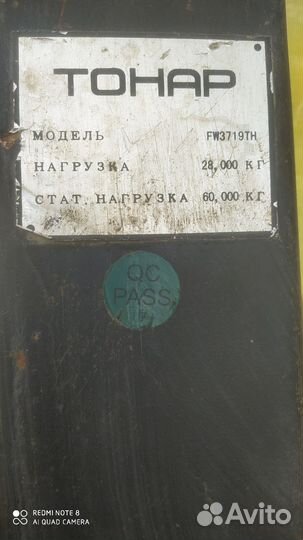 ТОНАР
МОДЕЛЬ FW3719TH
НАГРУЗКА 28,000 КГ
СТАТ. НАГРУЗКА 60,000 КГ
QC
PASS
REDMI NOTE 8
AI QUAD CAMERA
Avito